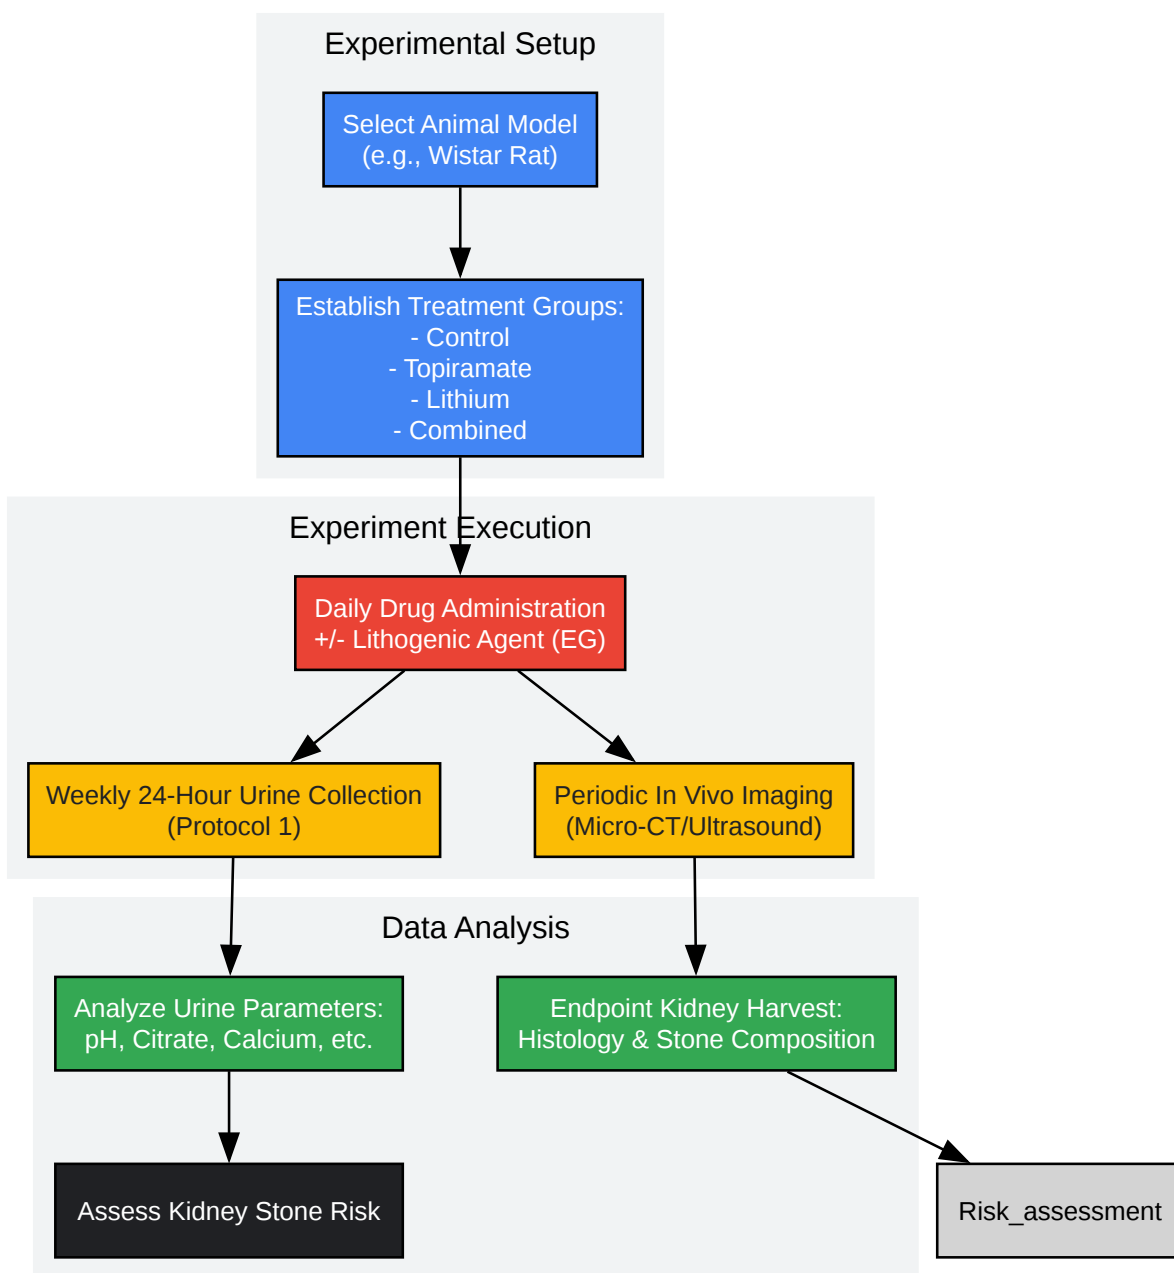 Experimental Setup
Select Animal Model
(e.g., Wistar Rat)
Establish Treatment Groups:
- Control
- Topiramate
- Lithium
- Combined
Experiment Execution
Daily Drug Administration
+/- Lithogenic Agent (EG)
Weekly 24-Hour Urine Collection
(Protocol 1)
Periodic In Vivo Imaging
(Micro-CT/Ultrasound)
Data Analysis
Analyze Urine Parameters:
pH, Citrate, Calcium, etc.
Endpoint Kidney Harvest:
Histology & Stone Composition
Assess Kidney Stone Risk
Risk_assessment